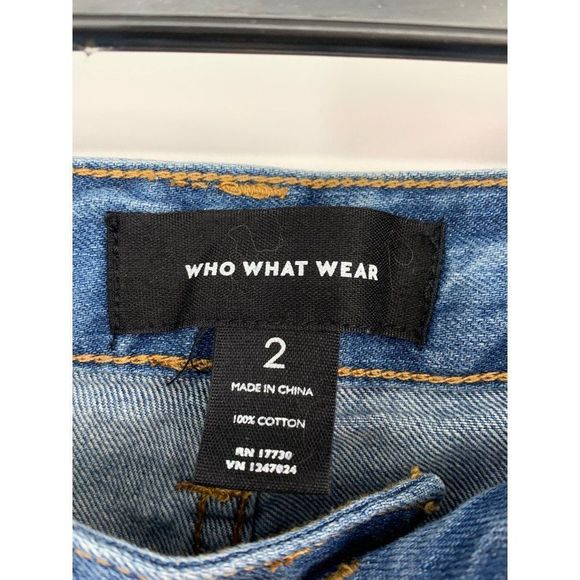 WHO WHAT WEAR
2
MADE IN CHINA
100% COTTON
RN 17730
VN 1247024